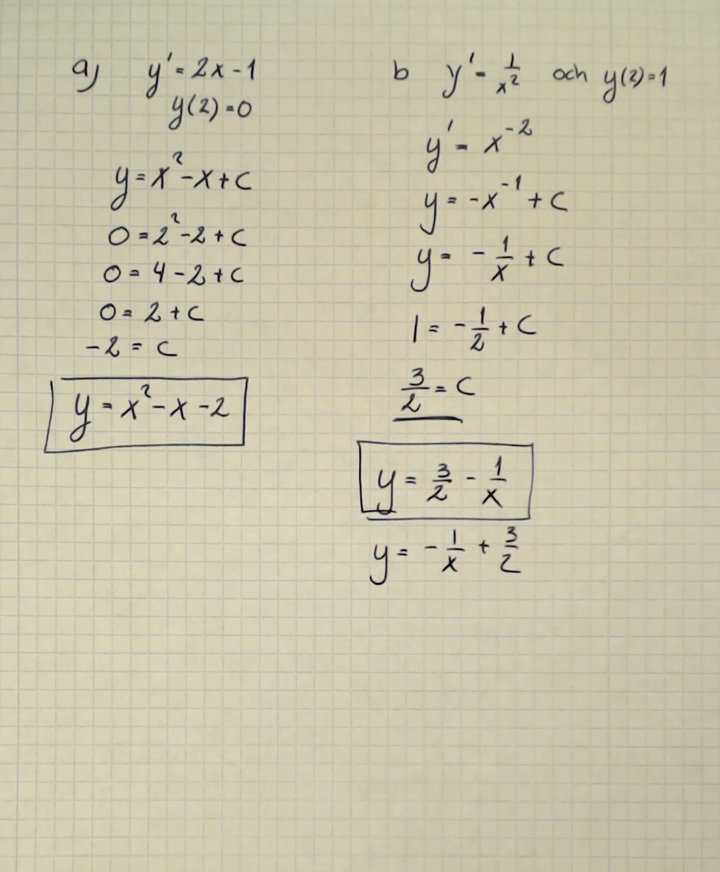 a) y' = 2x - 1
y(2) = 0
y = x² - x + C
0 = 2² - 2 + C
0 = 4 - 2 + C
0 = 2 + C
-2 = C
y = x² - x - 2
b y' = 1/x² och y(2) = 1
y' = x⁻²
y = -x⁻¹ + C
y = - 1/x + C
1 = - 1/2 + C
3/2 = C
y = 3/2 - 1/x
y = - 1/x + 3/2